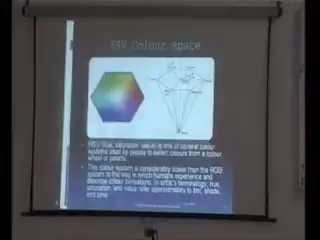 HSV Colour space
HSV (hue, saturation, value) is one of several colour
systems used by people to select colours from a colour
wheel or palette.
This colour system is considerably closer than the RGB
system to the way in which humans experience and
describe colour sensations. In artist's terminology, hue,
saturation, and value refer approximately to tint, shade,
and tone.